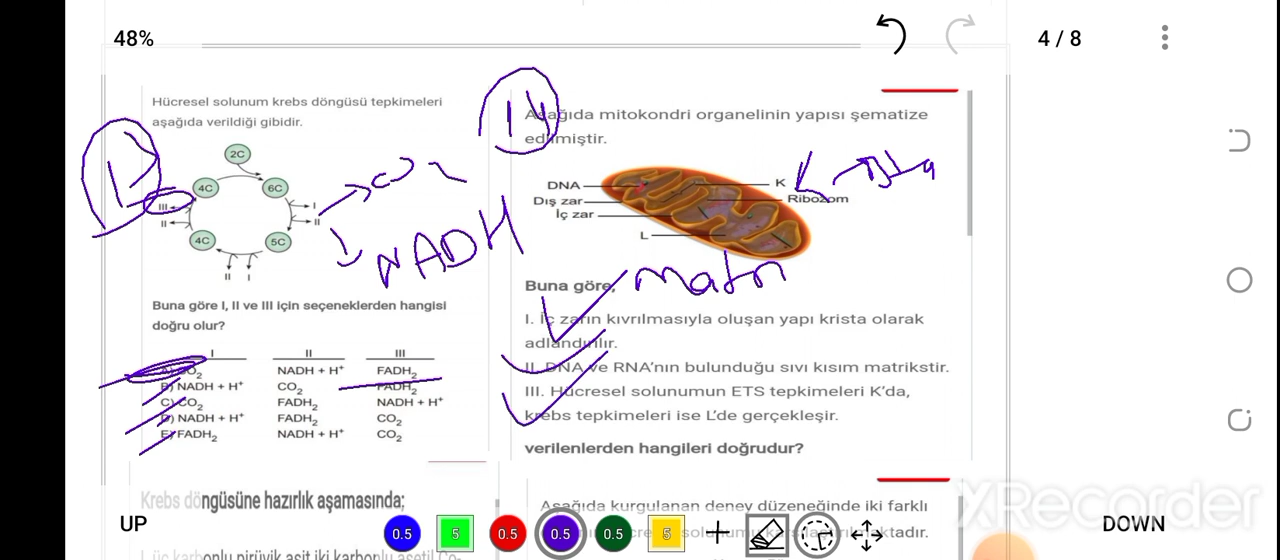 48%
4 / 8
Hücresel solunum krebs döngüsü tepkimeleri
aşağıda verildiği gibidir.
2C
4C
6C
III
I
II
II
4C
5C
II
I
CO2
NADH
Buna göre I, II ve III için seçeneklerden hangisi
doğru olur?
I II III
A) CO₂ NADH + H⁺ FADH₂
B) NADH + H⁺ CO₂ FADH₂
C) CO₂ FADH₂ NADH + H⁺
D) NADH + H⁺ FADH₂ CO₂
E) FADH₂ NADH + H⁺ CO₂
Krebs döngüsüne hazırlık aşamasında;
14
Aşağıda mitokondri organelinin yapısı şematize
edilmiştir.
DNA
Dış zar
İç zar
L
K
Ribozom
Buna göre,
I. İç zarın kıvrılmasıyla oluşan yapı krista olarak
adlandırılır.
II. DNA ve RNA'nın bulunduğu sıvı kısım matrikstir.
III. Hücresel solunumun ETS tepkimeleri K'da,
krebs tepkimeleri ise L'de gerçekleşir.
verilenlerden hangileri doğrudur?
Aşağıda kurgulanan deney düzeneğinde iki farklı
UP
0.5
5
0.5
0.5
0.5
5
XRecorder
DOWN